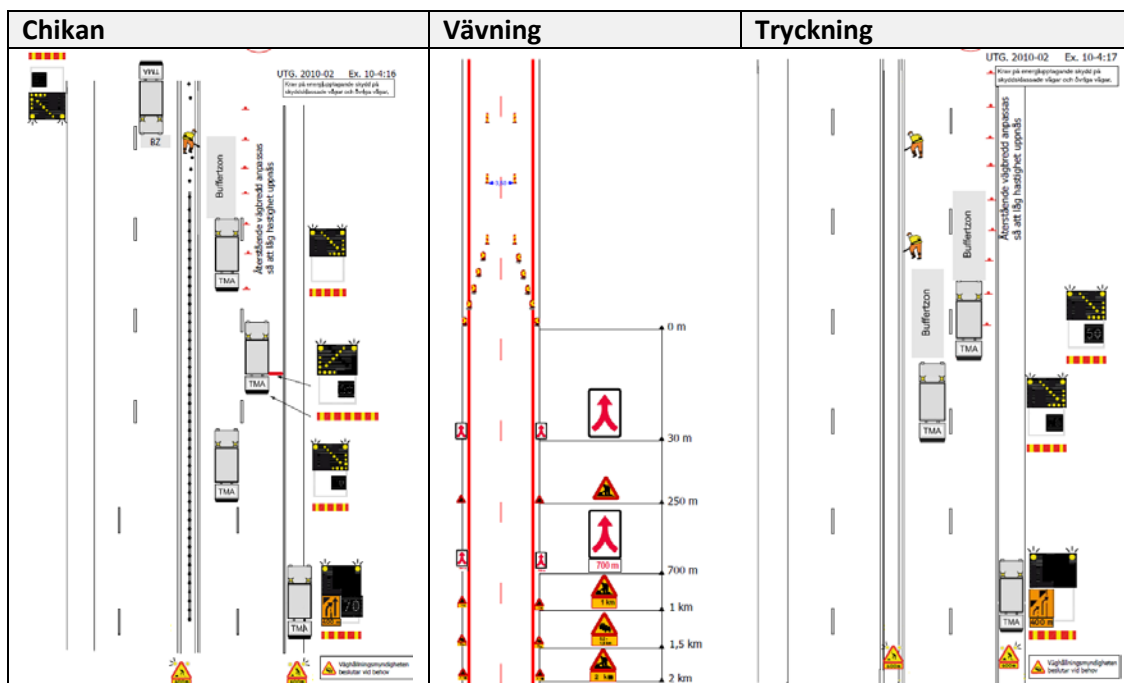 Chikan
Vävning
Tryckning
TMA
UTG. 2010-02 Ex. 10-4:16
Krav på energiupptagande skydd på
skyddsklassade vägar och övriga vägar.
BZ
Buffertzon
Återstående vägbredd anpassas
så att låg hastighet uppnås
TMA
TMA
TMA
70
TMA
Väghållningsmyndigheten
beslutar vid behov
0 m
30 m
250 m
700 m
700 m
1 km
1 km
1,5 km
2 km
2 km
UTG. 2010-02 Ex. 10-4:17
Krav på energiupptagande skydd på
skyddsklassade vägar och övriga vägar.
Återstående vägbredd anpassas
så att låg hastighet uppnås
Buffertzon
Buffertzon
50
TMA
TMA
400 m
TMA
Väghållningsmyndigheten
beslutar vid behov